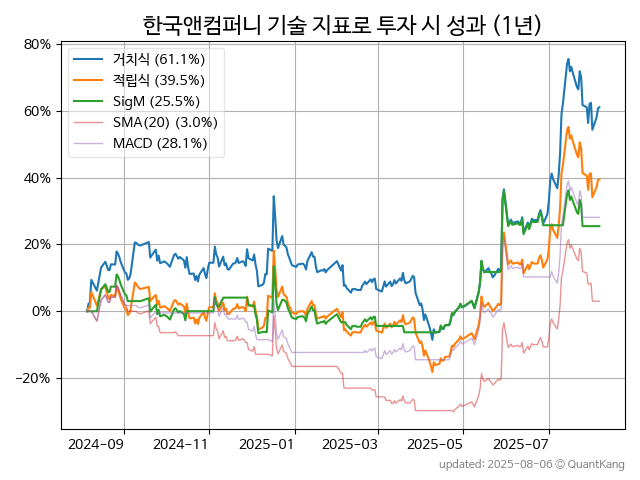 한국앤컴퍼니 기술 지표로 투자 시 성과 (1년)
80%
60%
40%
20%
0%
−20%
거치식 (61.1%)
적립식 (39.5%)
SigM (25.5%)
SMA(20) (3.0%)
MACD (28.1%)
2024−09
2024−11
2025−01
2025−03
2025−05
2025−07
updated: 2025-08-06 © QuantKang